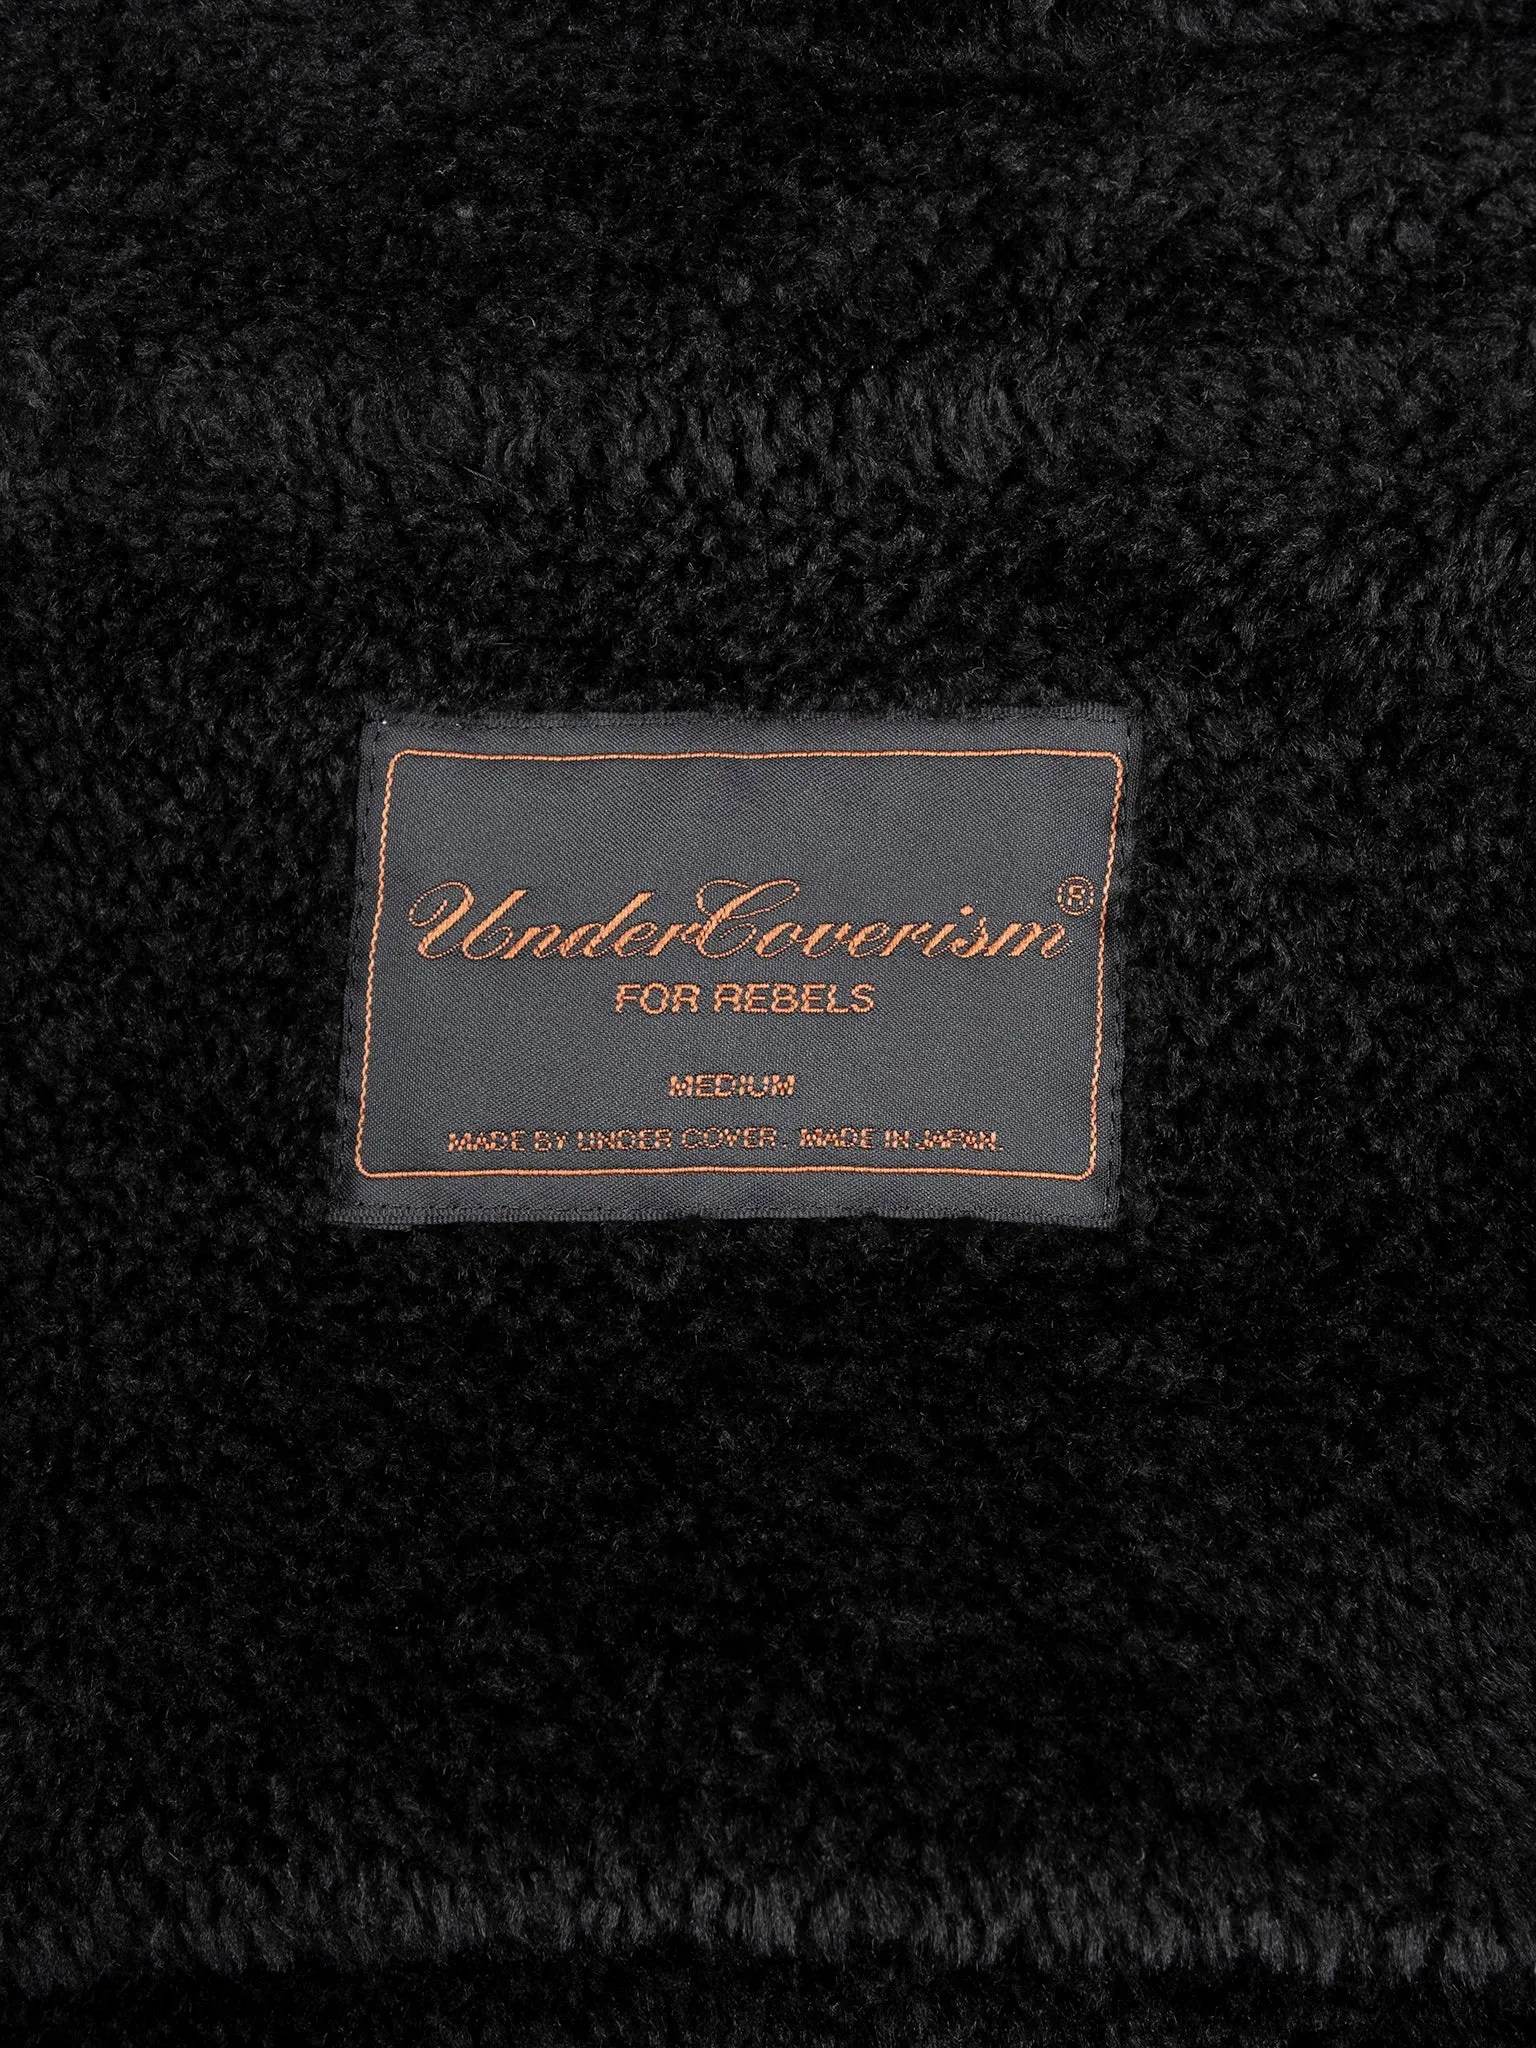 UnderCoverism®
FOR REBELS
MEDIUM
MADE BY UNDER COVER. MADE IN JAPAN.